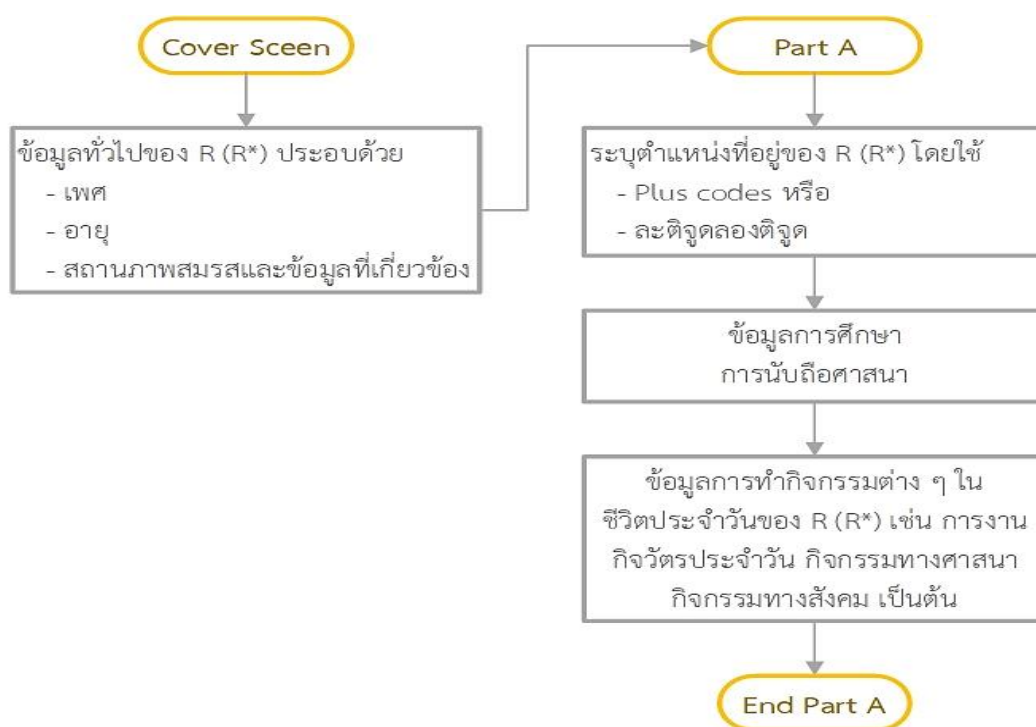 Cover Sceen
ข้อมูลทั่วไปของ R (R*) ประอบด้วย
- เพศ
- อายุ
- สถานภาพสมรสและข้อมูลที่เกี่ยวข้อง
Part A
ระบุตำแหน่งที่อยู่ของ R (R*) โดยใช้
- Plus codes หรือ
- ละติจูดลองติจูด
ข้อมูลการศึกษา
การนับถือศาสนา
ข้อมูลการทำกิจกรรมต่าง ๆ ใน
ชีวิตประจำวันของ R (R*) เช่น การงาน
กิจวัตรประจำวัน กิจกรรมทางศาสนา
กิจกรรมทางสังคม เป็นต้น
End Part A